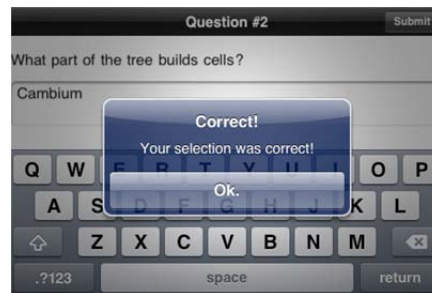 Question #2
Submit
What part of the tree builds cells?
Cambium
Correct!
Your selection was correct!
Ok.
Q W E R T Y U I O P
A S D F G H J K L
Z X C V B N M
.?123 space return